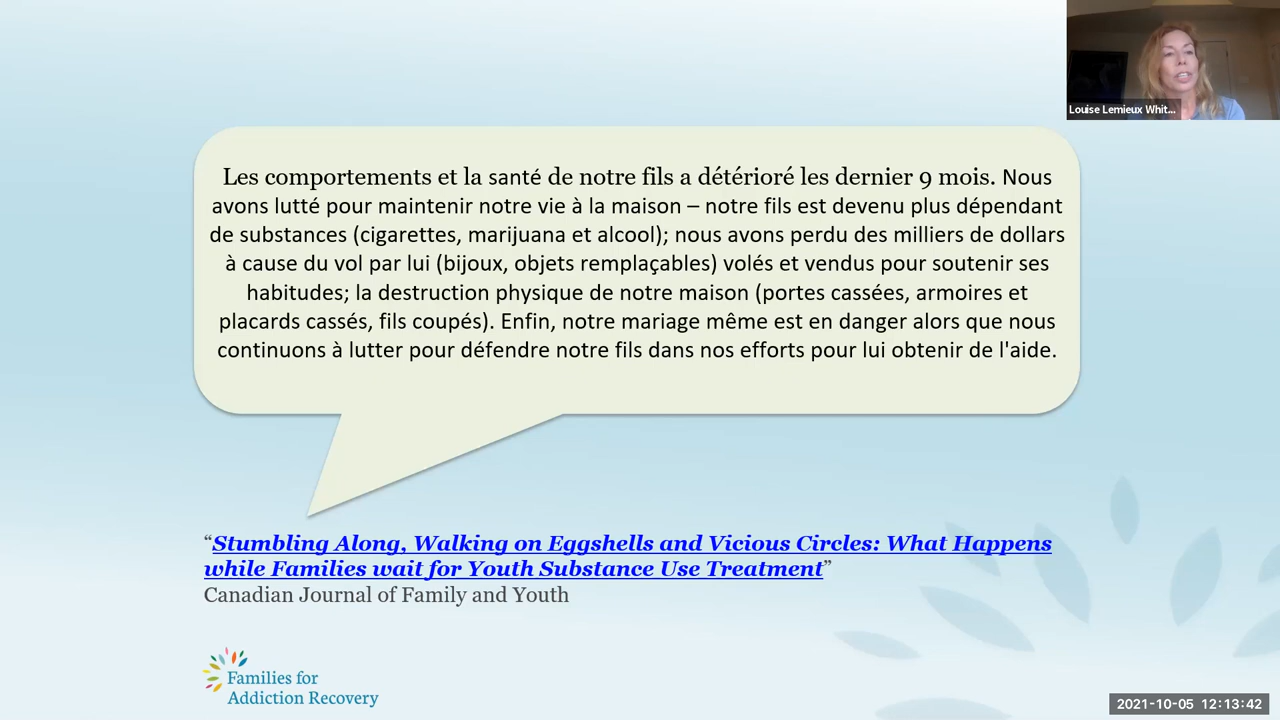 Louise Lemieux Whit...
Les comportements et la santé de notre fils a détérioré les dernier 9 mois. Nous
avons lutté pour maintenir notre vie à la maison – notre fils est devenu plus dépendant
de substances (cigarettes, marijuana et alcool); nous avons perdu des milliers de dollars
à cause du vol par lui (bijoux, objets remplaçables) volés et vendus pour soutenir ses
habitudes; la destruction physique de notre maison (portes cassées, armoires et
placards cassés, fils coupés). Enfin, notre mariage même est en danger alors que nous
continuons à lutter pour défendre notre fils dans nos efforts pour lui obtenir de l'aide.
“Stumbling Along, Walking on Eggshells and Vicious Circles: What Happens
while Families wait for Youth Substance Use Treatment”
Canadian Journal of Family and Youth
Families for
Addiction Recovery
2021-10-05 12:13:42